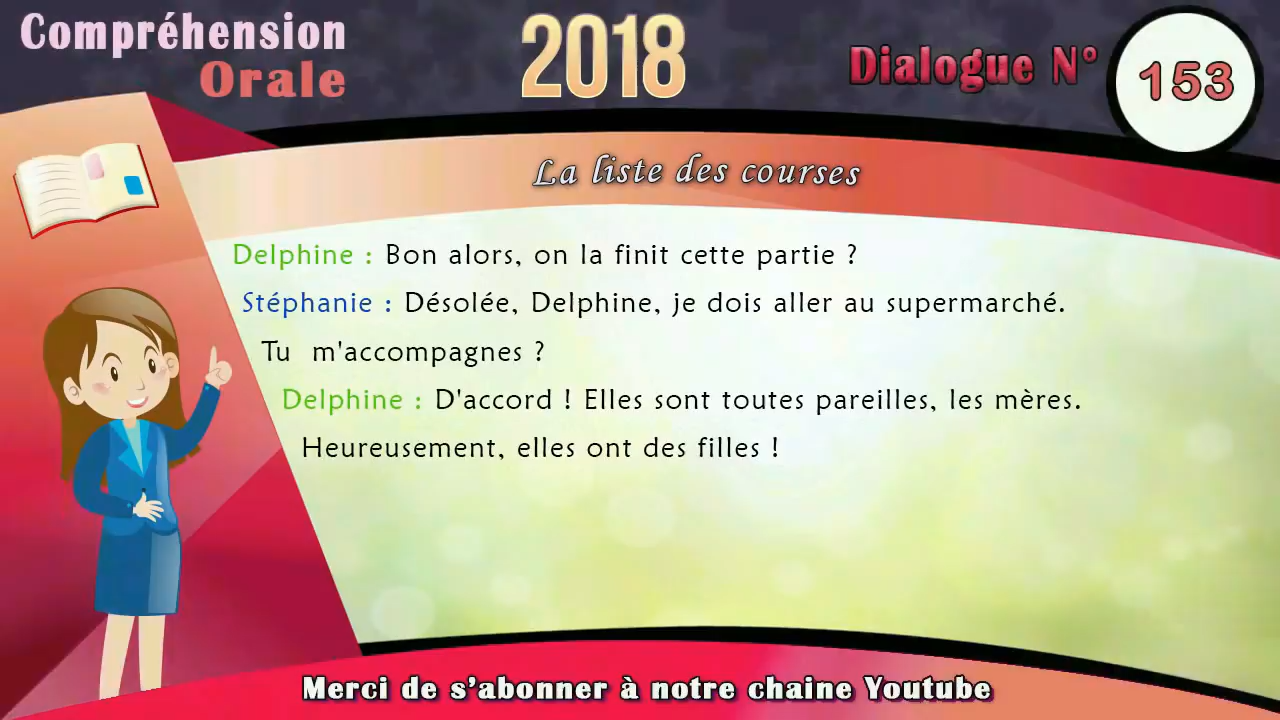 Compréhension
Orale
2018
Dialogue N°
153
La liste des courses
Delphine : Bon alors, on la finit cette partie ?
Stéphanie : Désolée, Delphine, je dois aller au supermarché.
Tu m'accompagnes ?
Delphine : D'accord ! Elles sont toutes pareilles, les mères.
Heureusement, elles ont des filles !
Merci de s’abonner à notre chaine Youtube